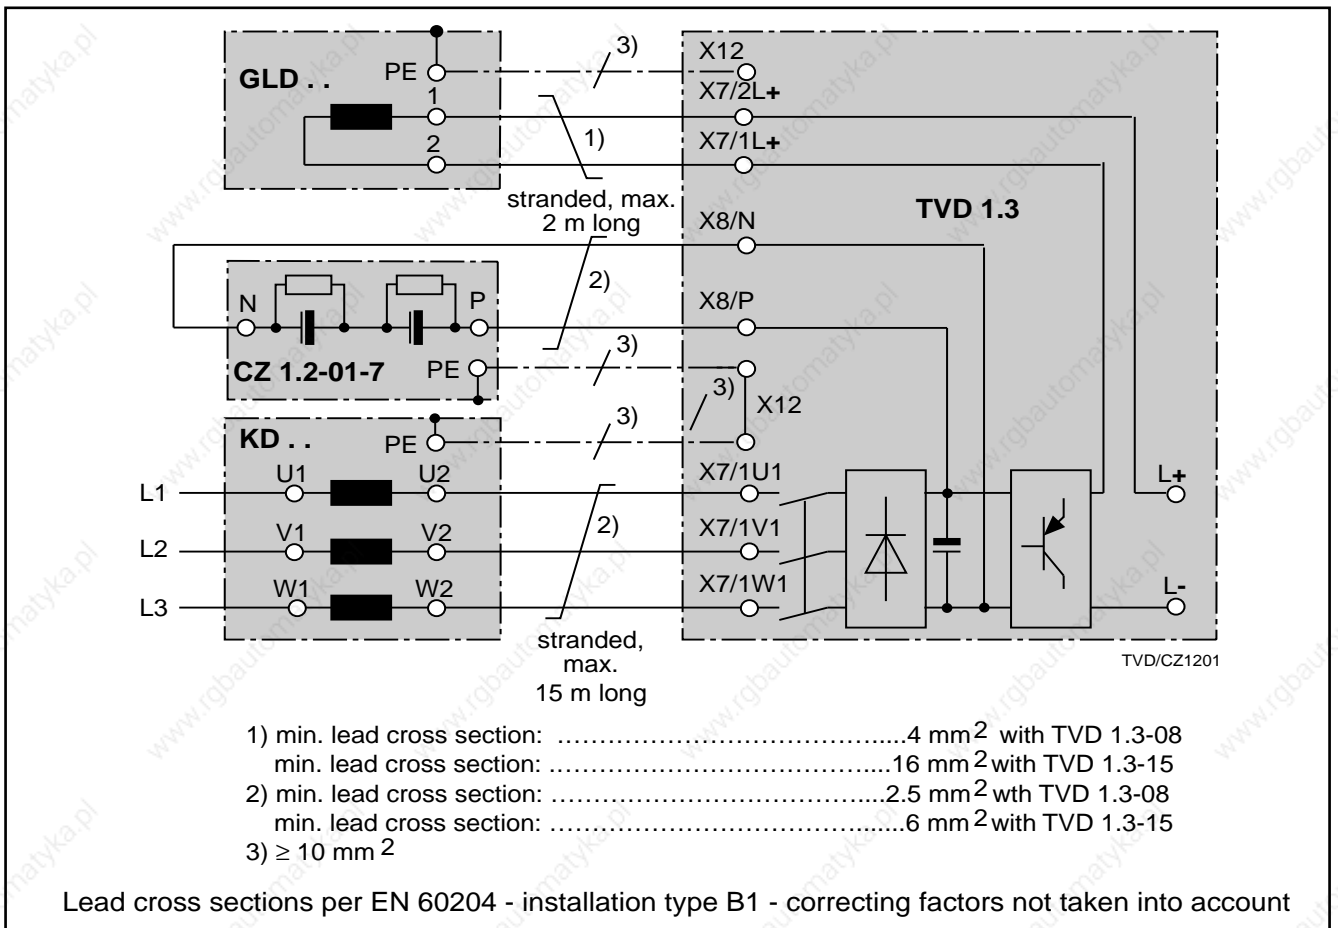 GLD . .
PE
1
2
3)
X12
X7/2L+
1)
X7/1L+
stranded, max.
2 m long
TVD 1.3
X8/N
N
P
2)
X8/P
CZ 1.2-01-7
PE
3)
3)
X12
KD . .
PE
3)
L1
U1
U2
X7/1U1
L+
L2
V1
V2
2)
X7/1V1
L3
W1
W2
X7/1W1
L-
stranded,
max.
15 m long
TVD/CZ1201
1) min. lead cross section: ........................................4 mm2 with TVD 1.3-08
min. lead cross section: ........................................16 mm2 with TVD 1.3-15
2) min. lead cross section: ........................................2.5 mm2 wth TVD 1.3-08
min. lead cross section: ........................................6 mm2 with TVD 1.3-15
3) ≥ 10 mm 2
Lead cross sections per EN 60204 - installation type B1 - correcting factors not taken into account
www.rgbautomatyka.pl